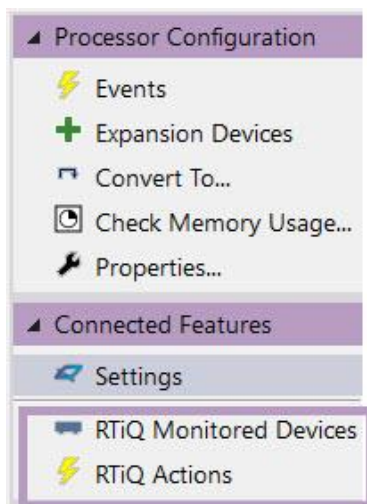 Processor Configuration
Events
Expansion Devices
Convert To...
Check Memory Usage...
Properties...
Connected Features
Settings
RTiQ Monitored Devices
RTiQ Actions